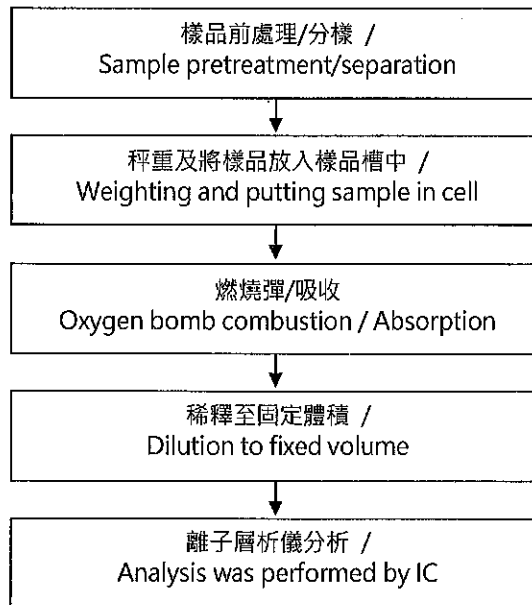 樣品前處理/分樣 /
Sample pretreatment/separation
秤重及將樣品放入樣品槽中 /
Weighting and putting sample in cell
燃燒彈/吸收
Oxygen bomb combustion / Absorption
稀釋至固定體積 /
Dilution to fixed volume
離子層析儀分析 /
Analysis was performed by IC